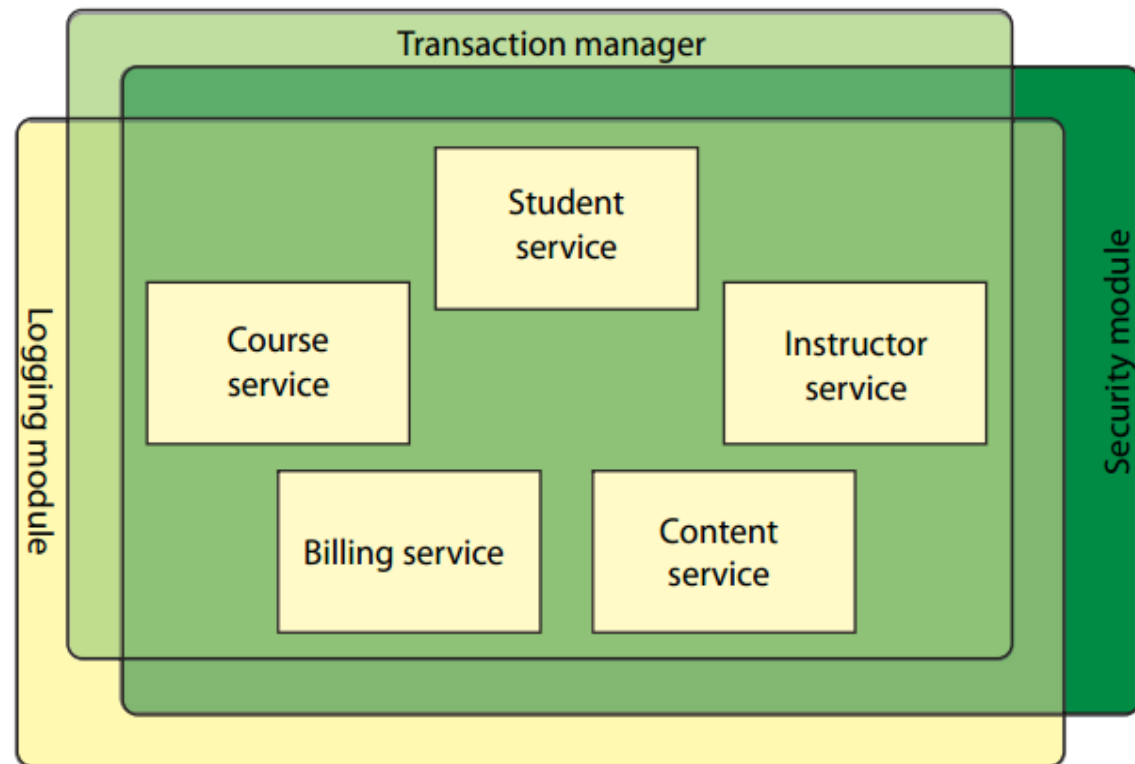 Transaction manager
Student
service
Course
service
Instructor
service
Logging module
Security module
Billing service
Content
service